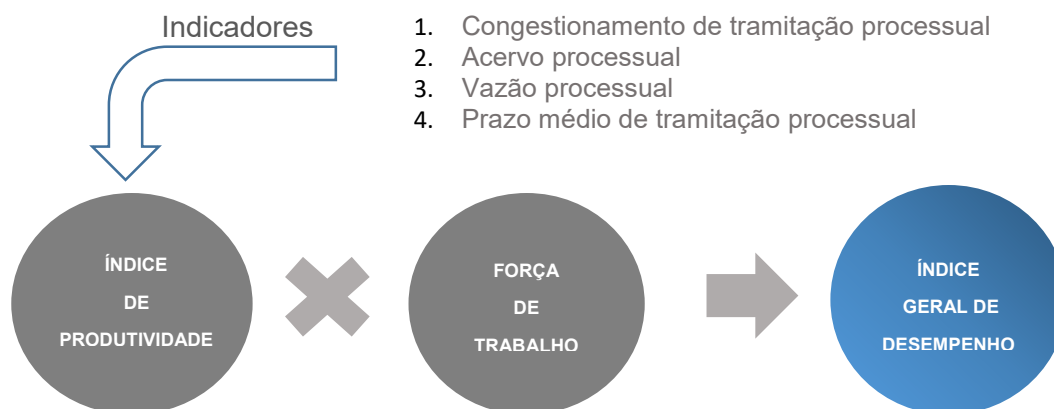 Indicadores
1. Congestionamento de tramitação processual
2. Acervo processual
3. Vazão processual
4. Prazo médio de tramitação processual
ÍNDICE
DE
PRODUTIVIDADE
FORÇA
DE
TRABALHO
ÍNDICE
GERAL DE
DESEMPENHO